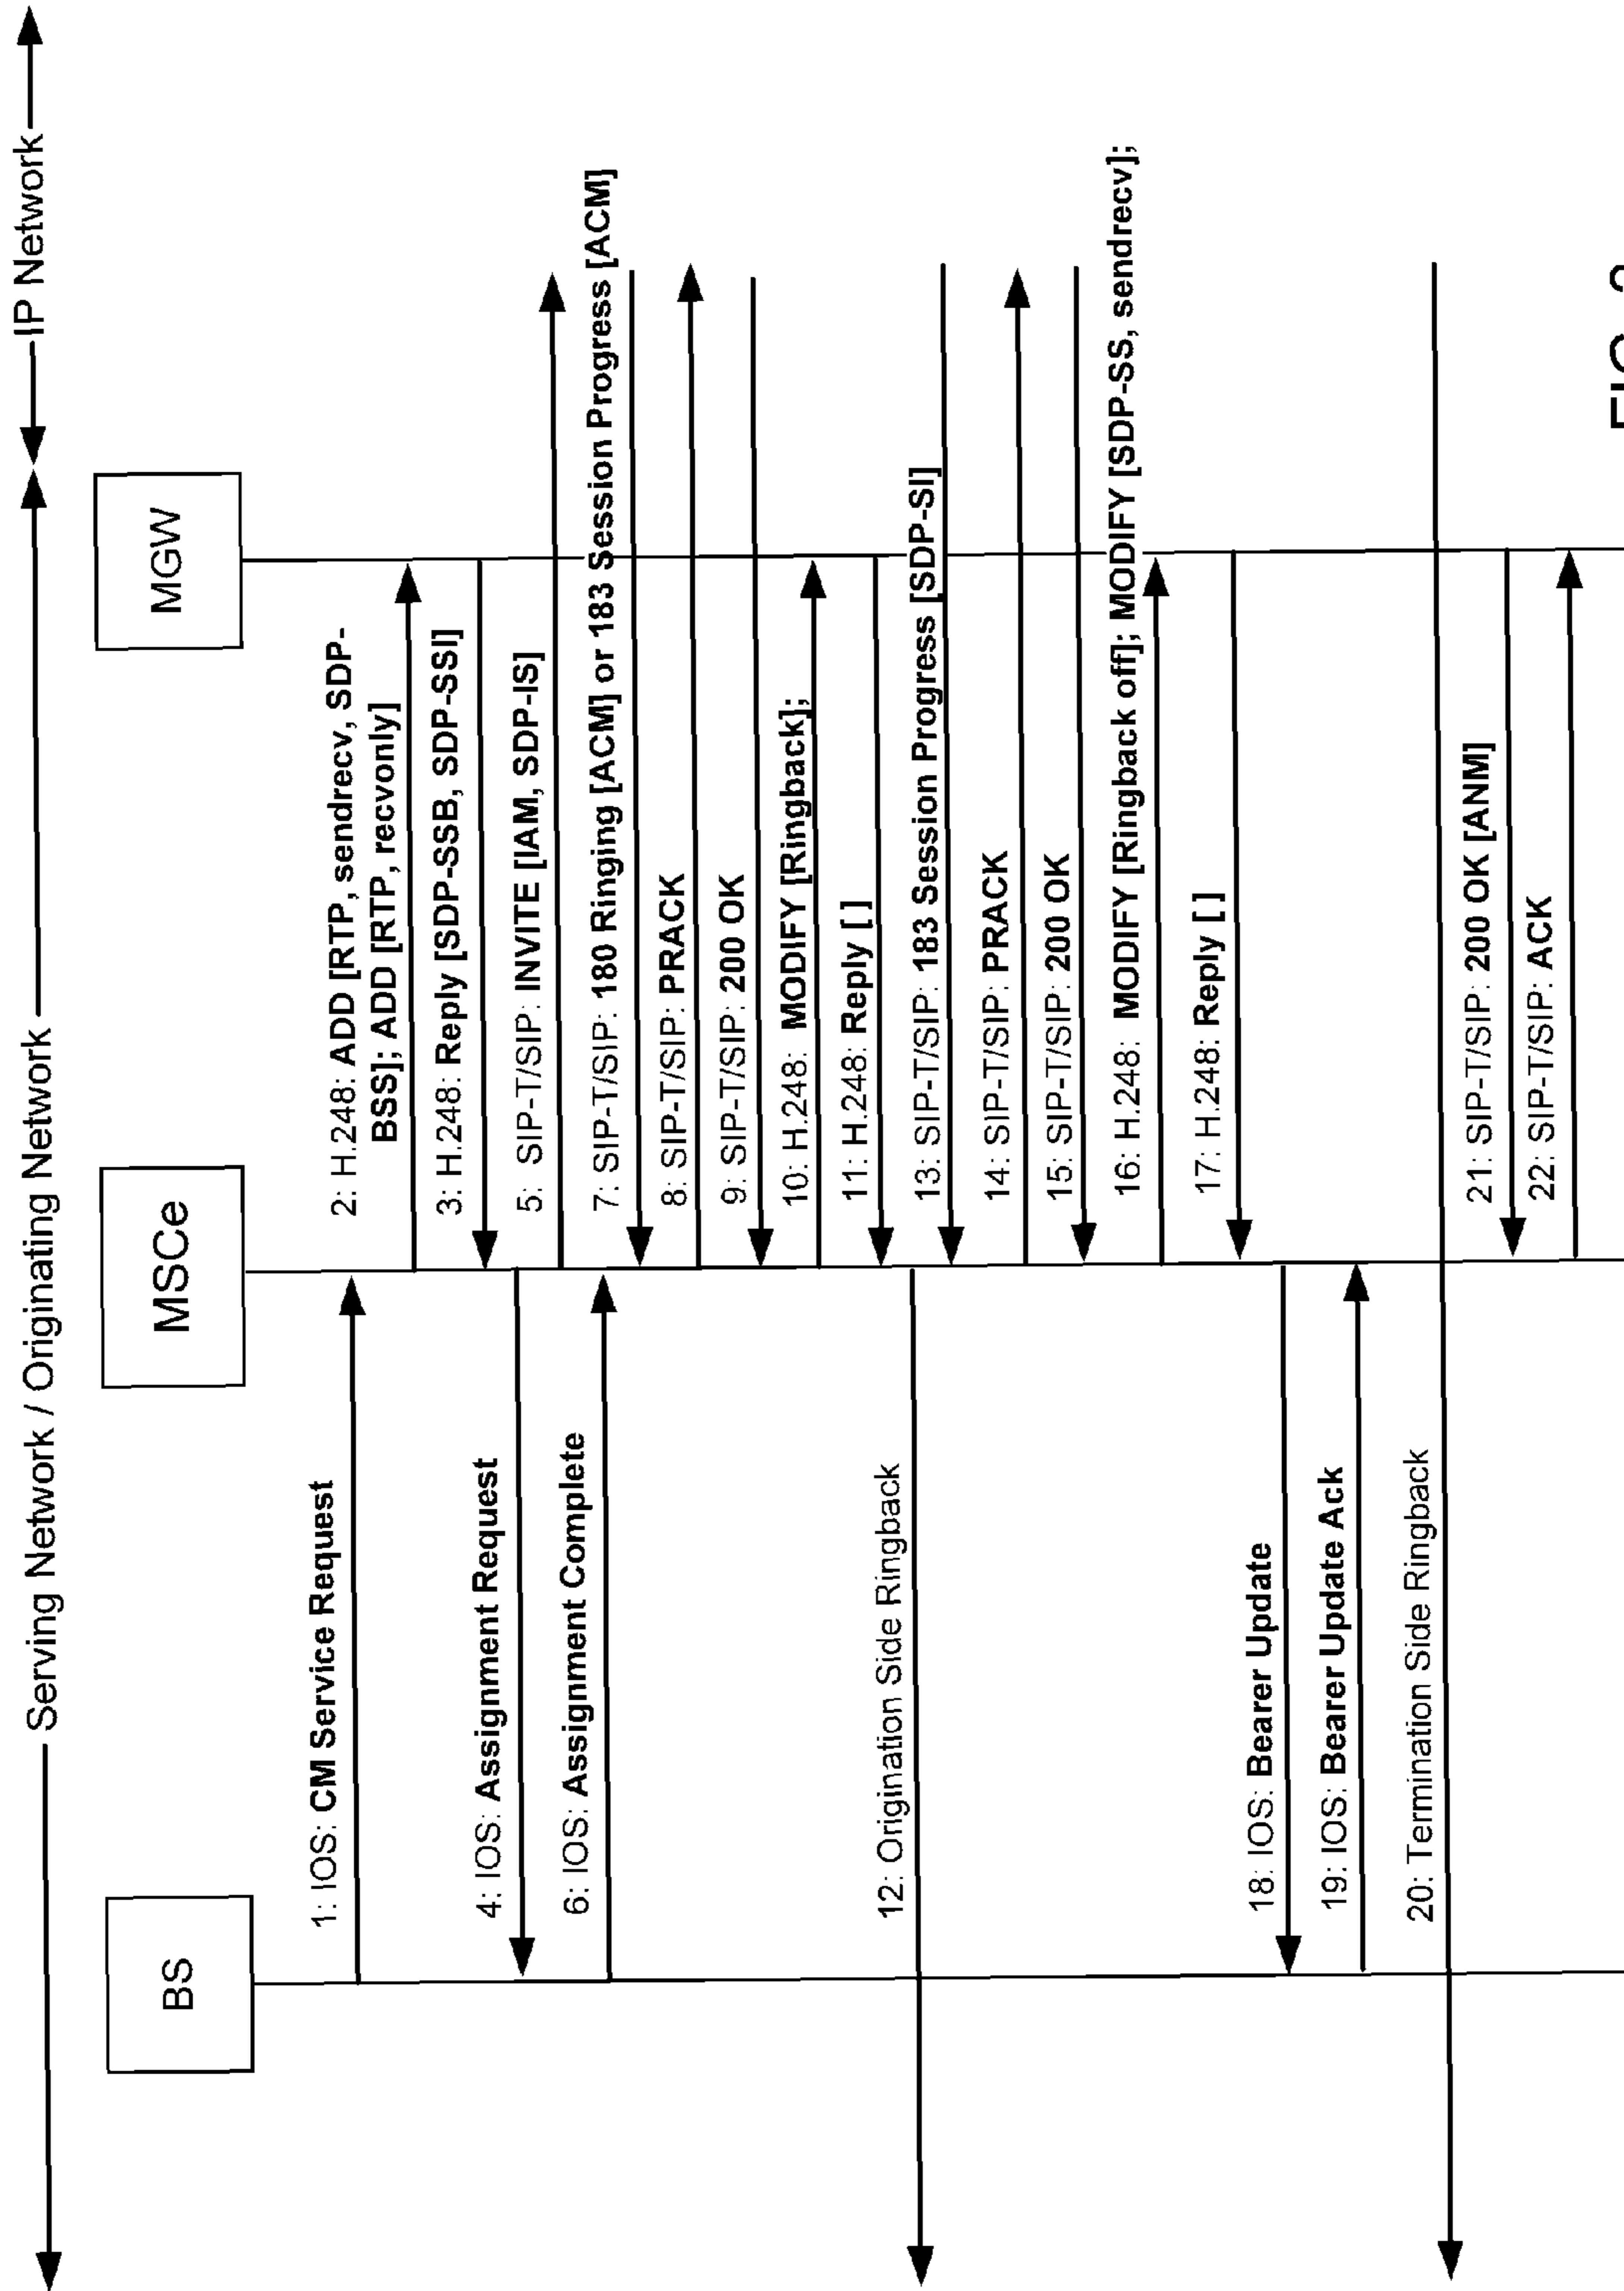 Serving Network / Originating Network
IP Network
BS
MSCe
MGW
1: IOS: CM Service Request
2: H.248: ADD [RTP, sendrecv, SDP-
BSS]; ADD [RTP, recvonly]
3: H.248: Reply [SDP-SSB, SDP-SSI]
4: IOS: Assignment Request
5: SIP-T/SIP: INVITE [IAM, SDP-IS]
6: IOS: Assignment Complete
7: SIP-T/SIP: 180 Ringing [ACM] or 183 Session Progress [ACM]
8: SIP-T/SIP: PRACK
9: SIP-T/SIP: 200 OK
10: H.248: MODIFY [Ringback];
11: H.248: Reply [ ]
12: Origination Side Ringback
13: SIP-T/SIP: 183 Session Progress [SDP-SI]
14: SIP-T/SIP: PRACK
15: SIP-T/SIP: 200 OK
16: H.248: MODIFY [Ringback off]; MODIFY [SDP-SS, sendrecv];
17: H.248: Reply [ ]
18: IOS: Bearer Update
19: IOS: Bearer Update Ack
20: Termination Side Ringback
21: SIP-T/SIP: 200 OK [ANM]
22: SIP-T/SIP: ACK